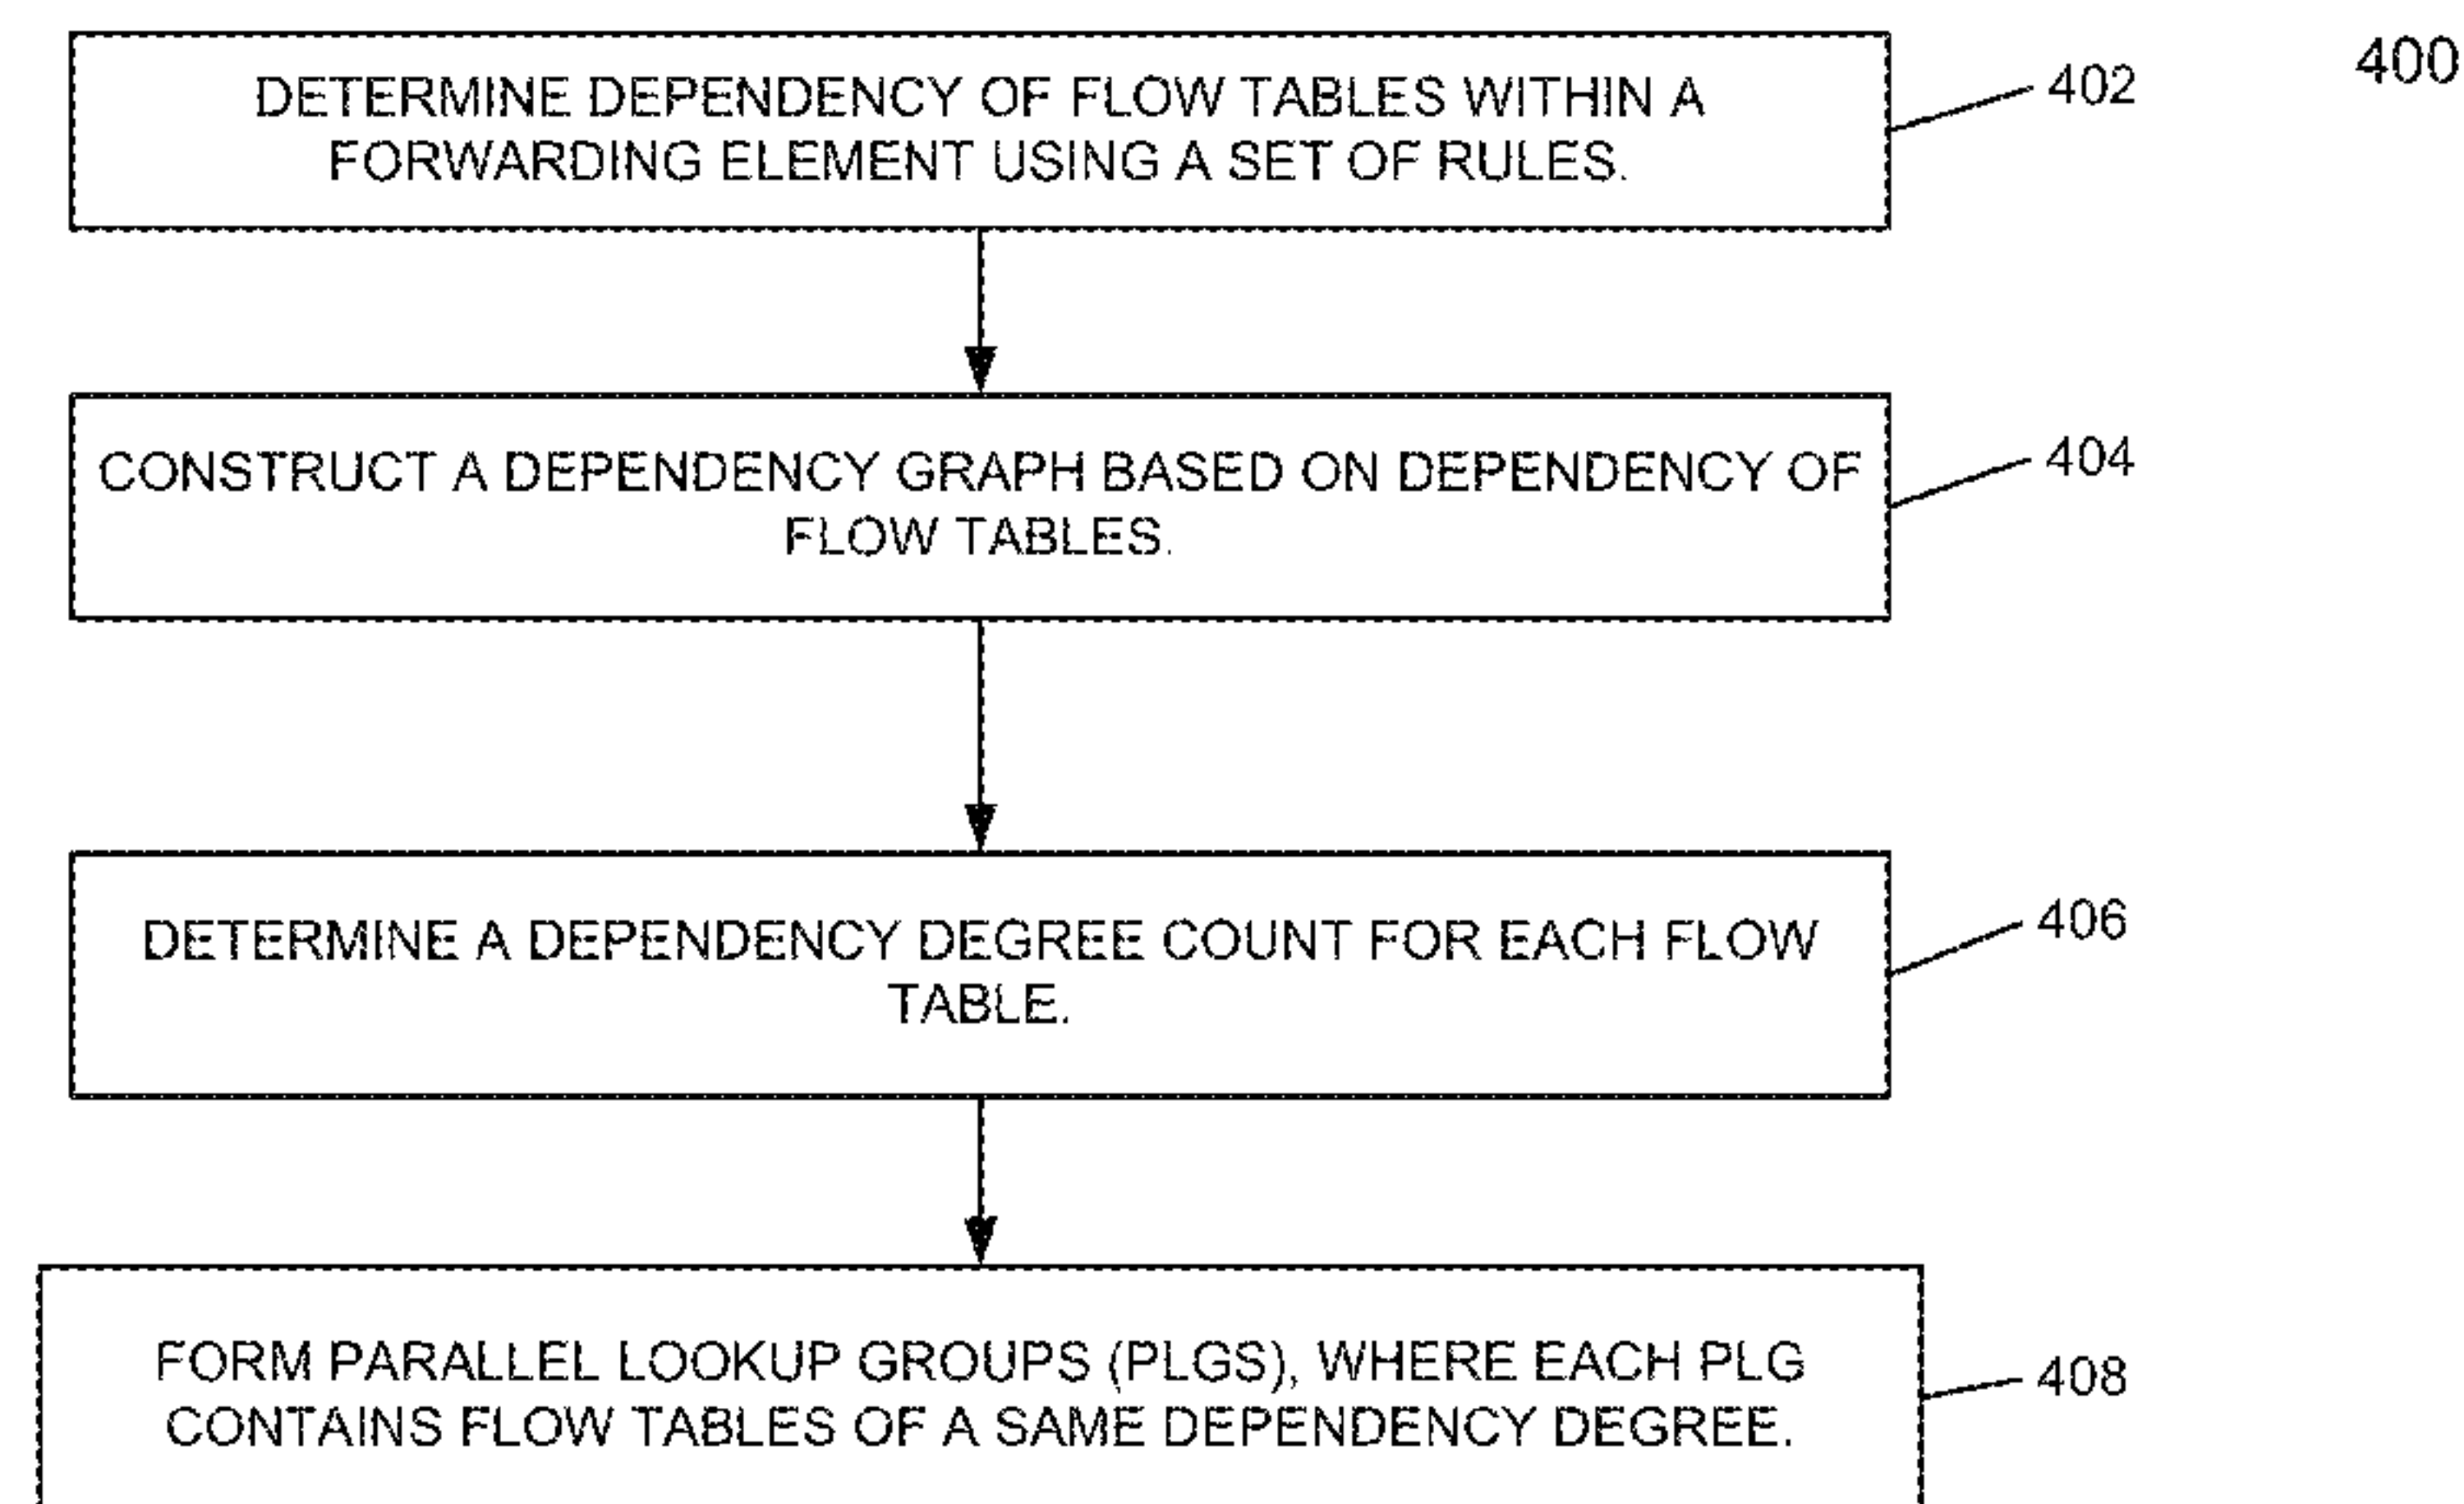 400
DETERMINE DEPENDENCY OF FLOW TABLES WITHIN A
FORWARDING ELEMENT USING A SET OF RULES.
402
CONSTRUCT A DEPENDENCY GRAPH BASED ON DEPENDENCY OF
FLOW TABLES.
404
DETERMINE A DEPENDENCY DEGREE COUNT FOR EACH FLOW
TABLE.
406
FORM PARALLEL LOOKUP GROUPS (PLGS), WHERE EACH PLG
CONTAINS FLOW TABLES OF A SAME DEPENDENCY DEGREE.
408